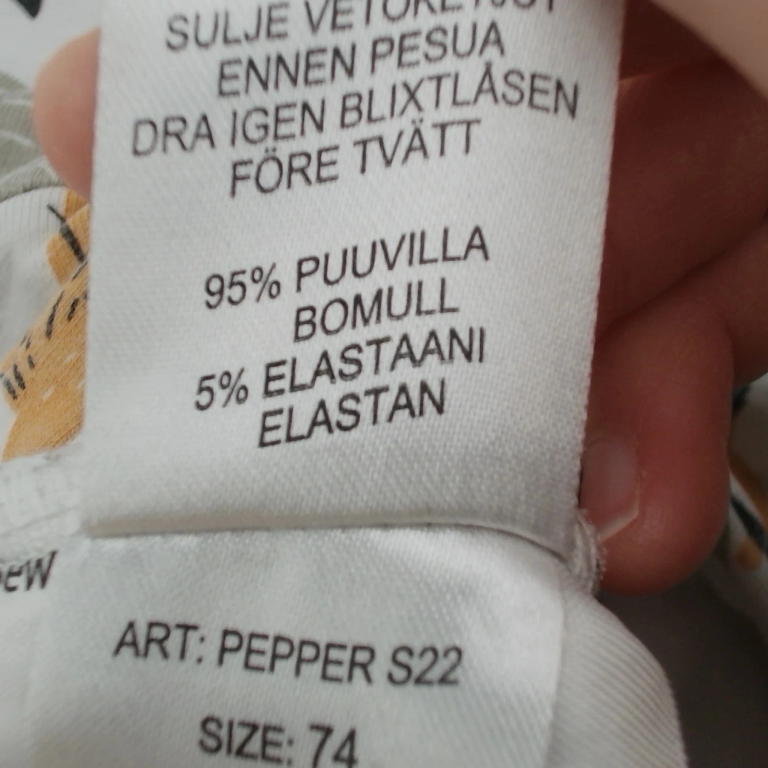 SULJE VETOKETJUT
ENNEN PESUA
DRA IGEN BLIXTLÅSEN
FÖRE TVÄTT
95% PUUVILLA
BOMULL
5% ELASTAANI
ELASTAN
ART: PEPPER S22
SIZE: 74